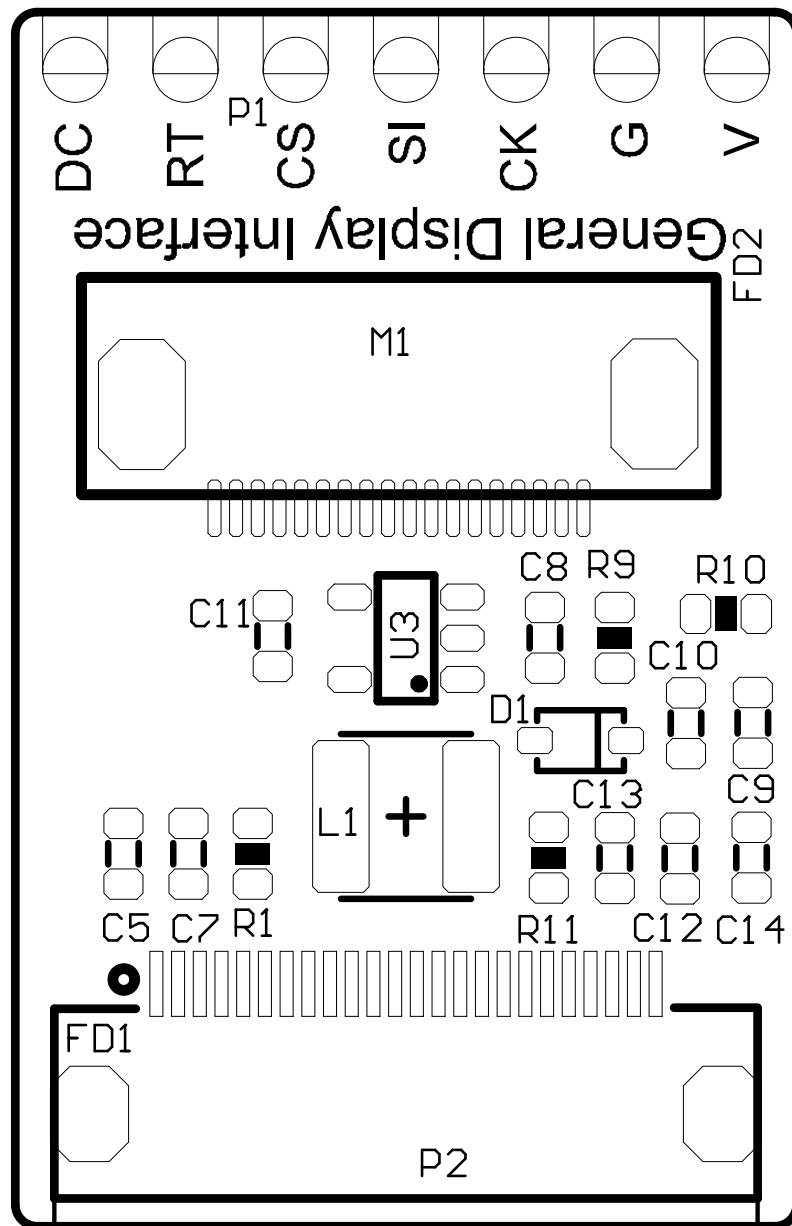 DC RT P1 CS SI CK G V
General Display Interface
FD2
M1
C8 R9 R10
C11 U3
C10
D1
C13 C9
L1
C5 C7 R1 R11 C12 C14
FD1
P2